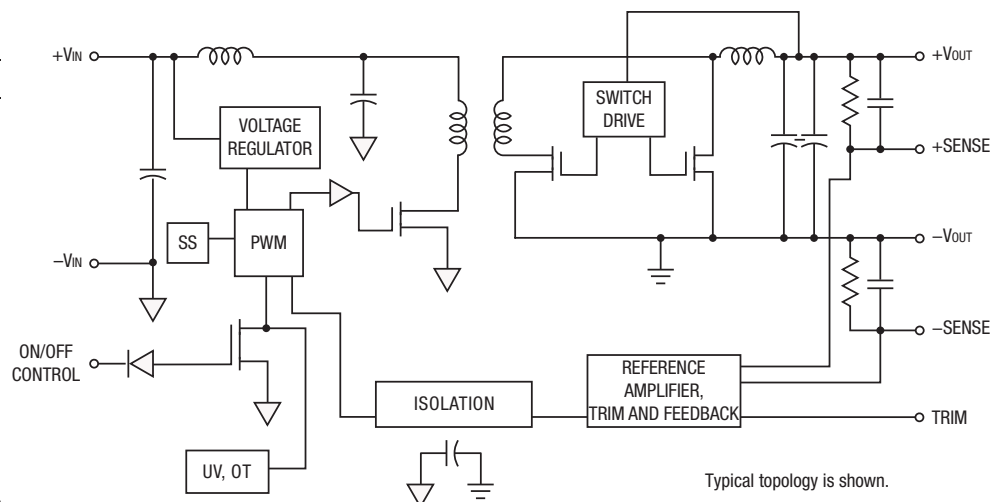 +VIN
+VOUT
SWITCH
DRIVE
VOLTAGE
REGULATOR
+SENSE
SS
PWM
−VOUT
−VIN
−SENSE
ON/OFF
CONTROL
REFERENCE
AMPLIFIER,
TRIM AND FEEDBACK
ISOLATION
TRIM
UV, OT
Typical topology is shown.